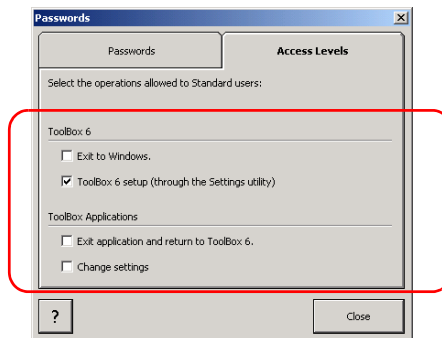 Passwords
Passwords
Access Levels
Select the operations allowed to Standard users:
ToolBox 6
Exit to Windows.
ToolBox 6 setup (through the Settings utility)
ToolBox Applications
Exit application and return to ToolBox 6.
Change settings
?
Close